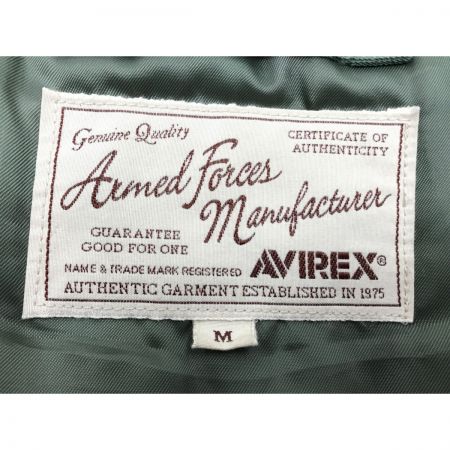 Genuine Quality
CERTIFICATE OF
AUTHENTICITY
Armed Forces
Manufacturer
GUARANTEE
GOOD FOR ONE
NAME & TRADE MARK REGISTERED
AVIREX®
AUTHENTIC GARMENT ESTABLISHED IN 1975
M